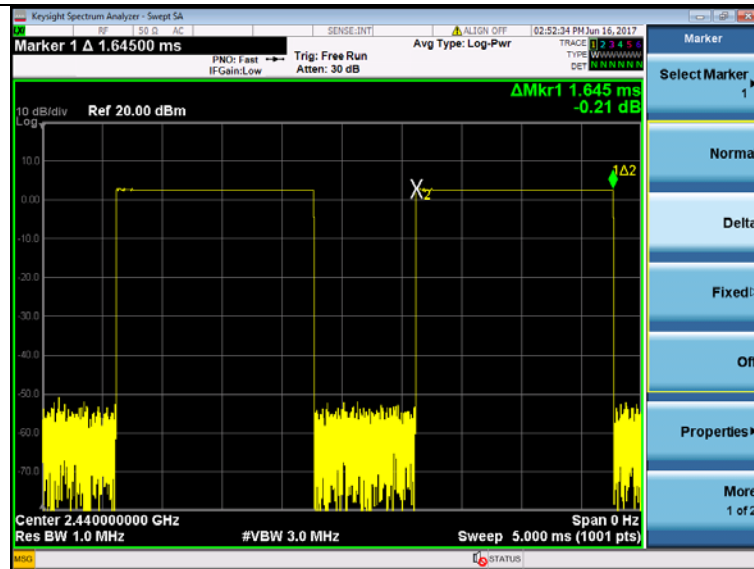 Keysight Spectrum Analyzer - Swept SA
LXI RF 50 Ω AC SENSE:INT ALIGN OFF 02:52:34 PM Jun 16, 2017
Marker 1 Δ 1.64500 ms
PNO: Fast
IFGain:Low
Trig: Free Run
Atten: 30 dB
Avg Type: Log-Pwr
TRACE 1 2 3 4 5 6
TYPE WWWWWWW
DET N N N N N N
ΔMkr1 1.645 ms
-0.21 dB
10 dB/div Ref 20.00 dBm
Log
10.0
0.00
-10.0
-20.0
-30.0
-40.0
-50.0
-60.0
-70.0
X2
1Δ2
Center 2.440000000 GHz
Span 0 Hz
Res BW 1.0 MHz
#VBW 3.0 MHz
Sweep 5.000 ms (1001 pts)
MSG
STATUS
Marker
Select Marker
1
Norma
Delta
Fixed
Off
Properties
More
1 of 2